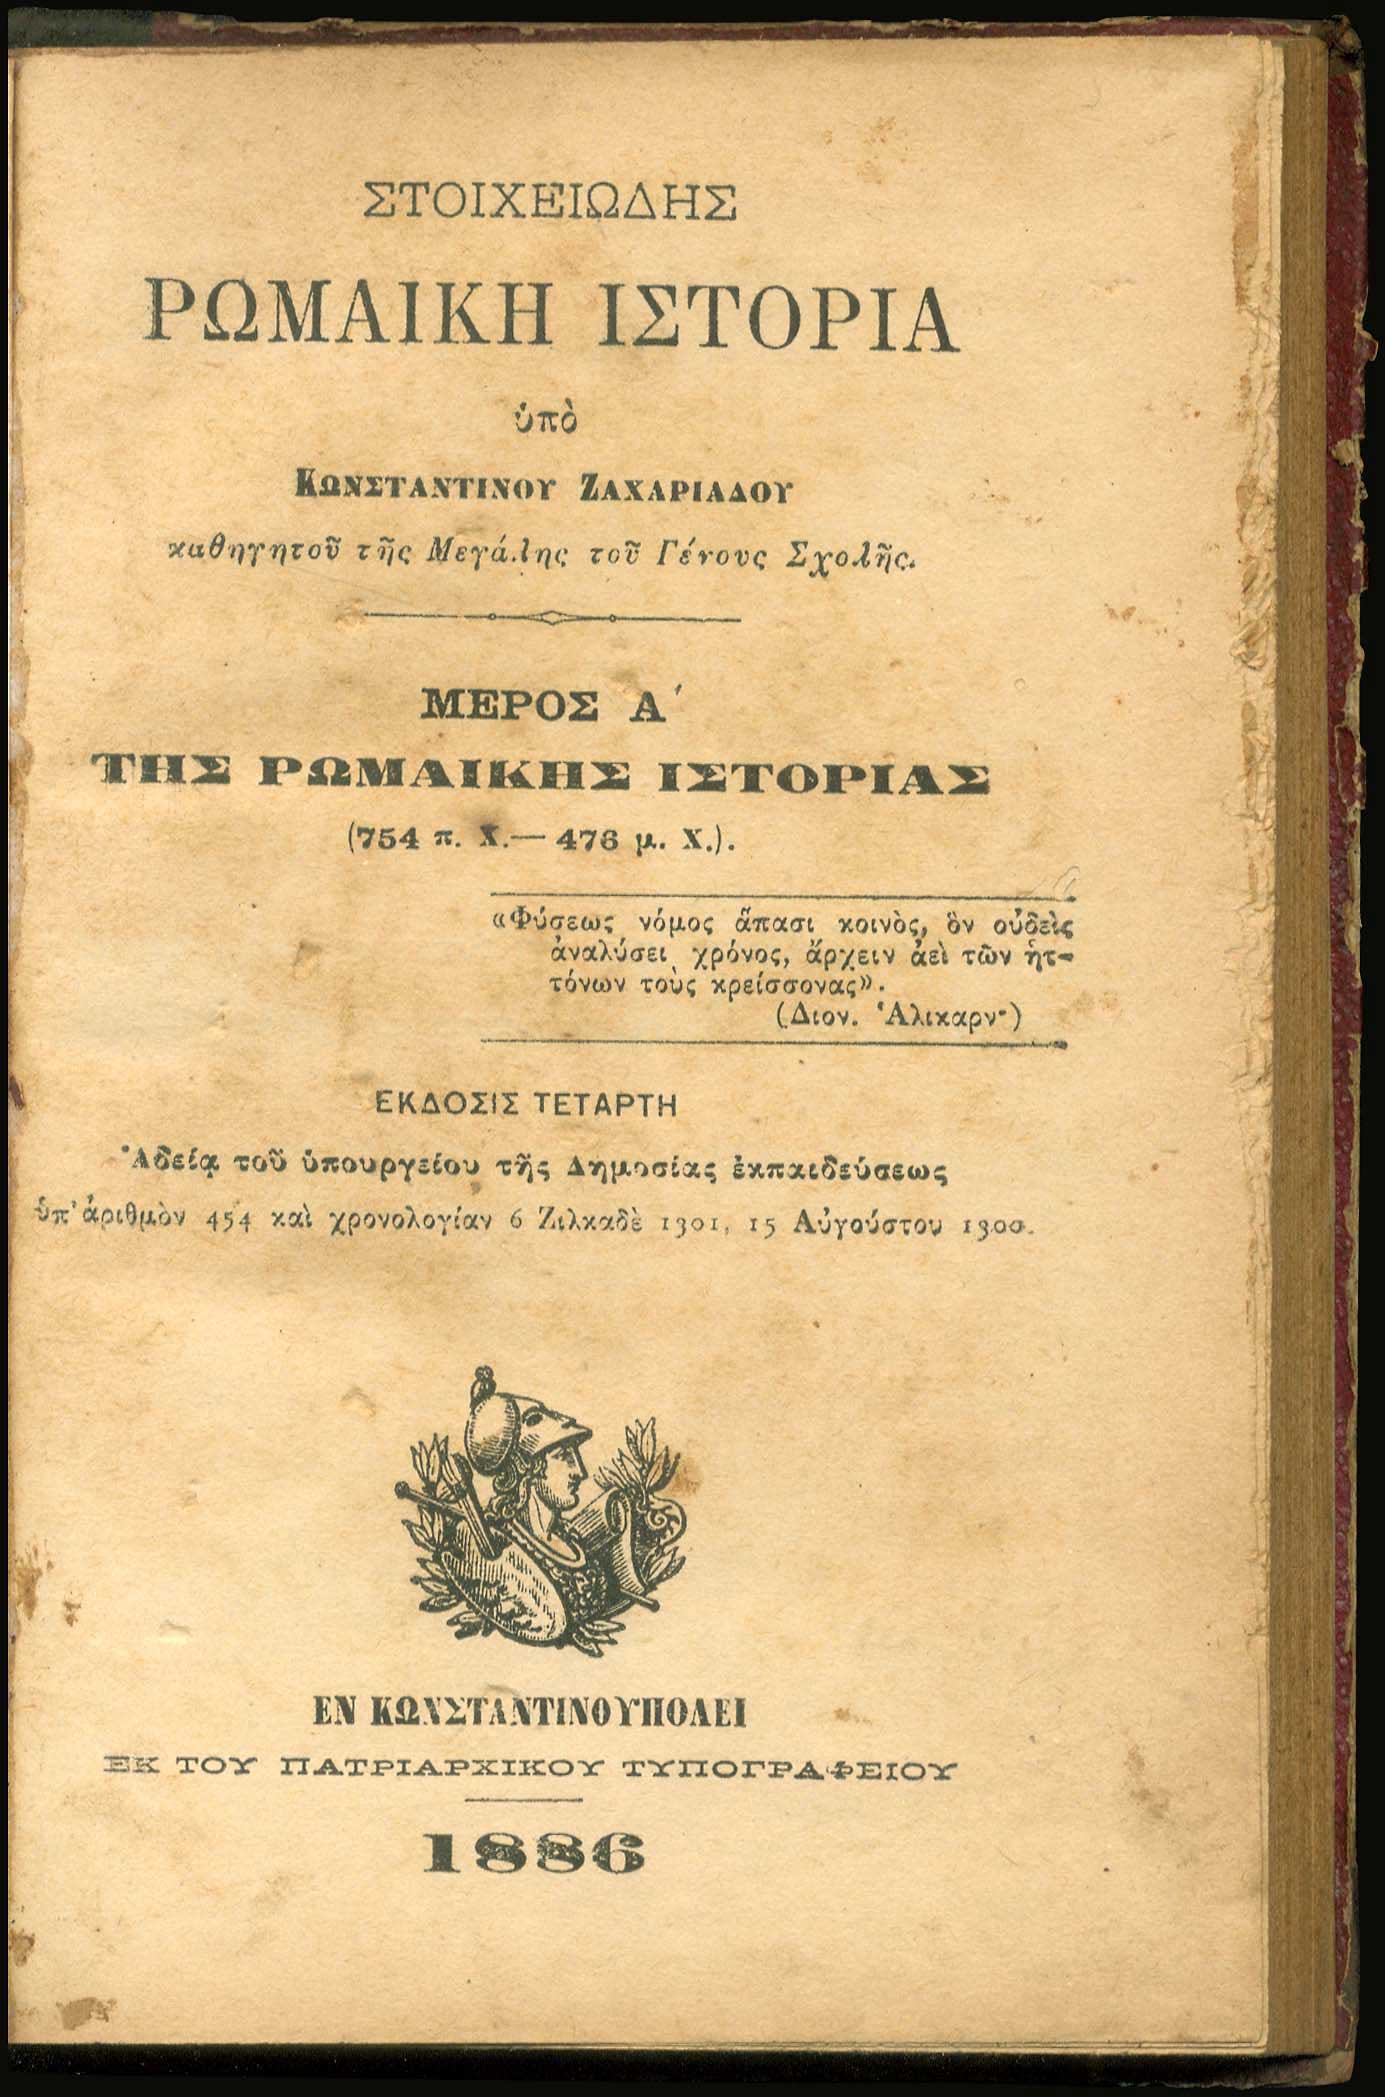 ΣΤΟΙΧΕΙΩΔΗΣ
ΡΩΜΑΙΚΗ ΙΣΤΟΡΙΑ
ὑπὸ
ΚΩΝΣΤΑΝΤΙΝΟΥ ΖΑΧΑΡΙΑΔΟΥ
καθηγητοῦ τῆς Μεγάλης τοῦ Γένους Σχολῆς.
ΜΕΡΟΣ Α΄
ΤΗΣ ΡΩΜΑΙΚΗΣ ΙΣΤΟΡΙΑΣ
(754 π. Χ.— 476 μ. Χ.).
«Φύσεως νόμος ἅπασι κοινὸς, ὃν οὐδεὶς
ἀναλύσει χρόνος, ἄρχειν ἀεὶ τῶν ἡτ-
τόνων τοὺς κρείσσονας».
(Διον. Ἁλικαρν.)
ΕΚΔΟΣΙΣ ΤΕΤΑΡΤΗ
Ἀδείᾳ τοῦ ὑπουργείου τῆς Δημοσίας ἐκπαιδεύσεως
ὑπ' ἀριθμὸν 454 καὶ χρονολογίαν 6 Ζιλκαδὲ 1301, 15 Αὐγούστου 1300.
ΕΝ ΚΩΝΣΤΑΝΤΙΝΟΥΠΟΛΕΙ
ΕΚ ΤΟΥ ΠΑΤΡΙΑΡΧΙΚΟΥ ΤΥΠΟΓΡΑΦΕΙΟΥ
1886